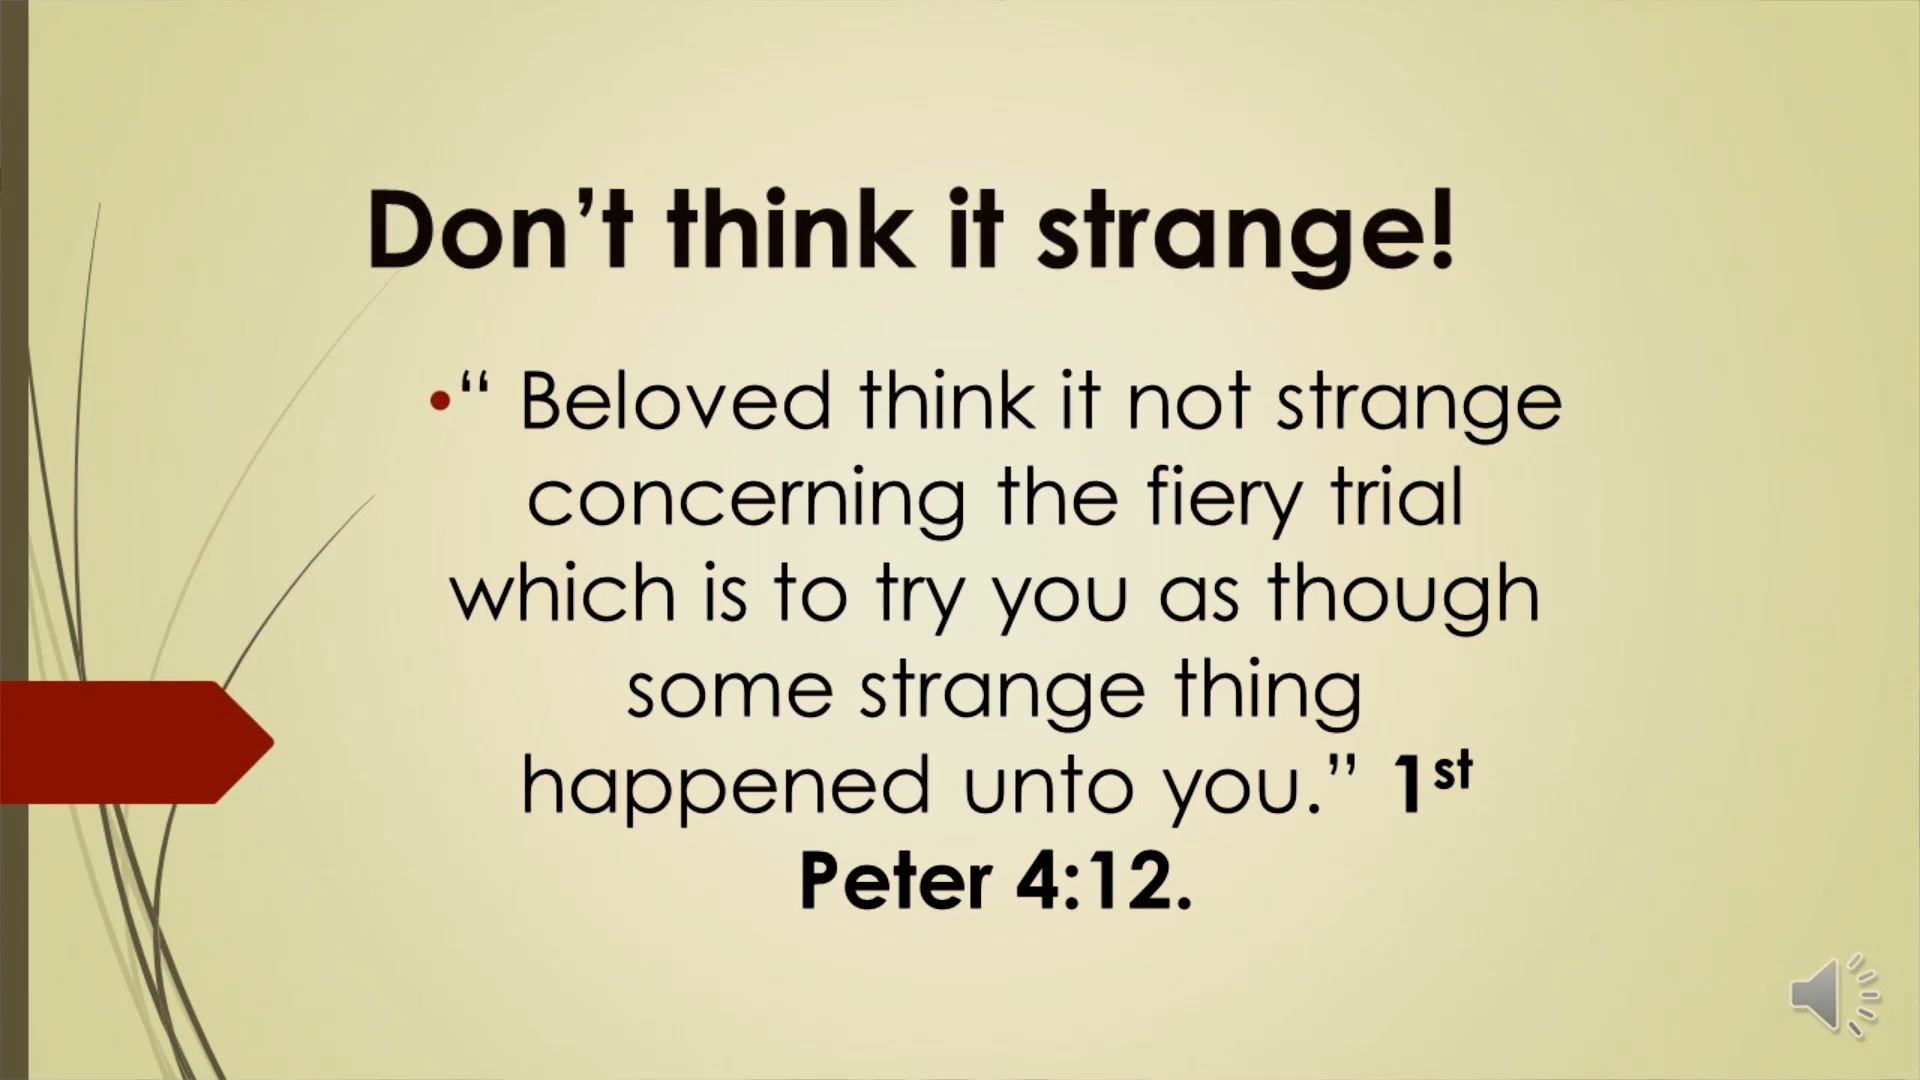 Don’t think it strange!
•“ Beloved think it not strange
concerning the fiery trial
which is to try you as though
some strange thing
happened unto you.” 1st
Peter 4:12.